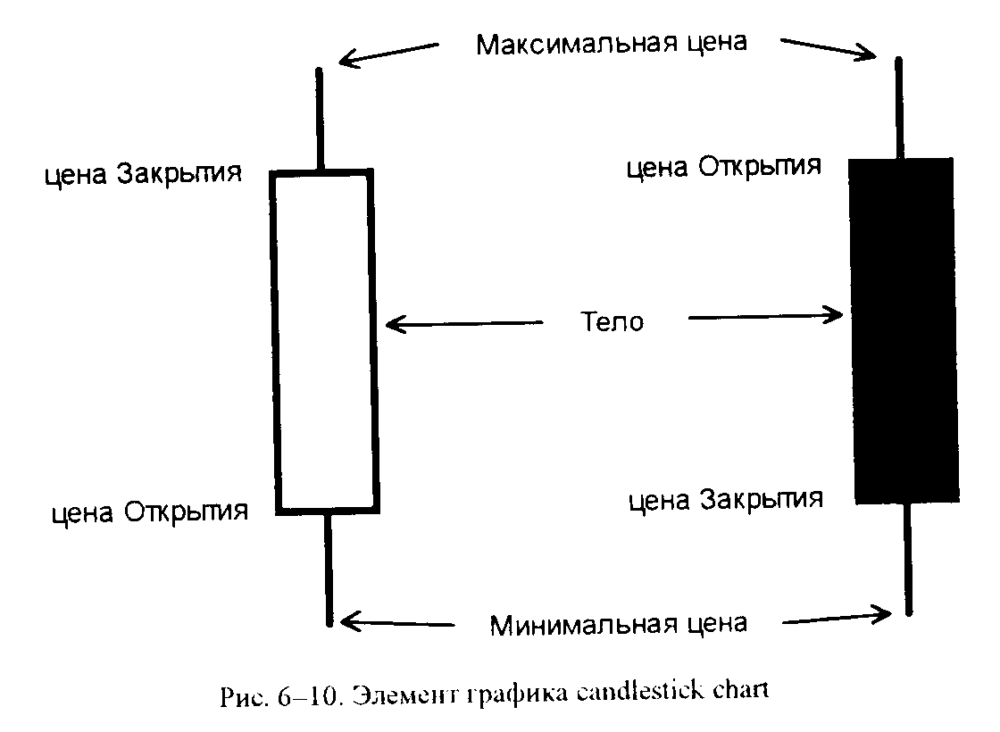 Максимальная цена
цена Закрытия
цена Открытия
Тело
цена Открытия
цена Закрытия
Минимальная цена
Рис. 6–10. Элемент графика candlestick chart